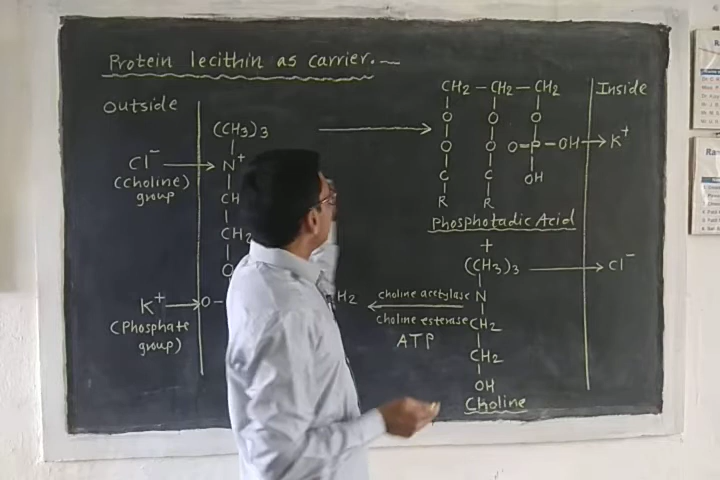 Protein lecithin as carrier.
Outside
(CH3)3
Cl⁻
N⁺
(Choline)
group
CH
CH2
O
K⁺
O-
H2
(Phosphate
group)
CH2 - CH2 - CH2
O O O
O O O=P-OH
C C OH
R R
Phosphotadic Acid
+
(CH3)3
Cl⁻
N
choline acetylase
choline esterase
ATP
CH2
CH2
OH
Choline
Inside
K⁺